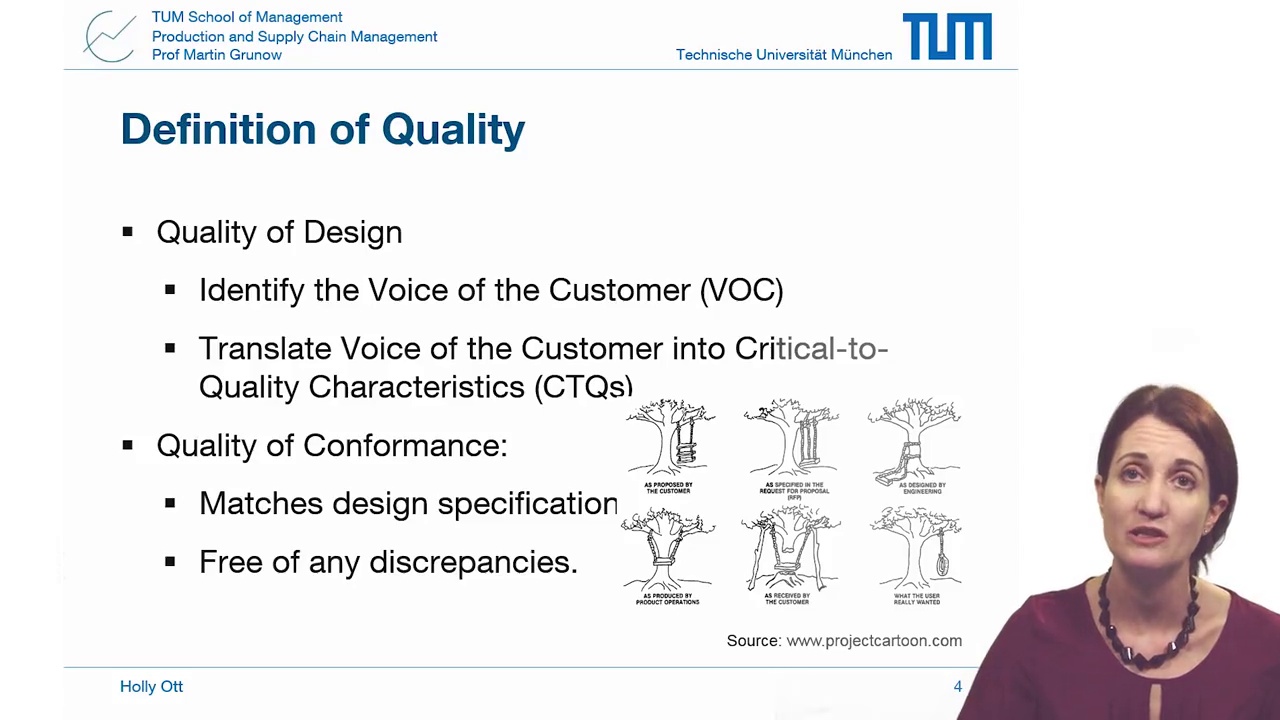 TUM School of Management
Production and Supply Chain Management
Prof Martin Grunow
Technische Universität München
TUM
Definition of Quality
Quality of Design
Identify the Voice of the Customer (VOC)
Translate Voice of the Customer into Critical-to-
Quality Characteristics (CTQs)
Quality of Conformance:
Matches design specification
Free of any discrepancies.
AS PROPOSED BY
THE CUSTOMER
AS SPECIFIED IN THE
REQUEST FOR PROPOSAL
(RFP)
AS DESIGNED BY
ENGINEERING
AS PRODUCED BY
PRODUCT OPERATIONS
AS RECEIVED BY
THE CUSTOMER
WHAT THE USER
REALLY WANTED
Source: www.projectcartoon.com
Holly Ott
4